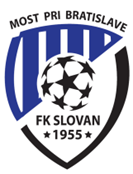 MOST PRI BRATISLAVE
FK SLOVAN
1955